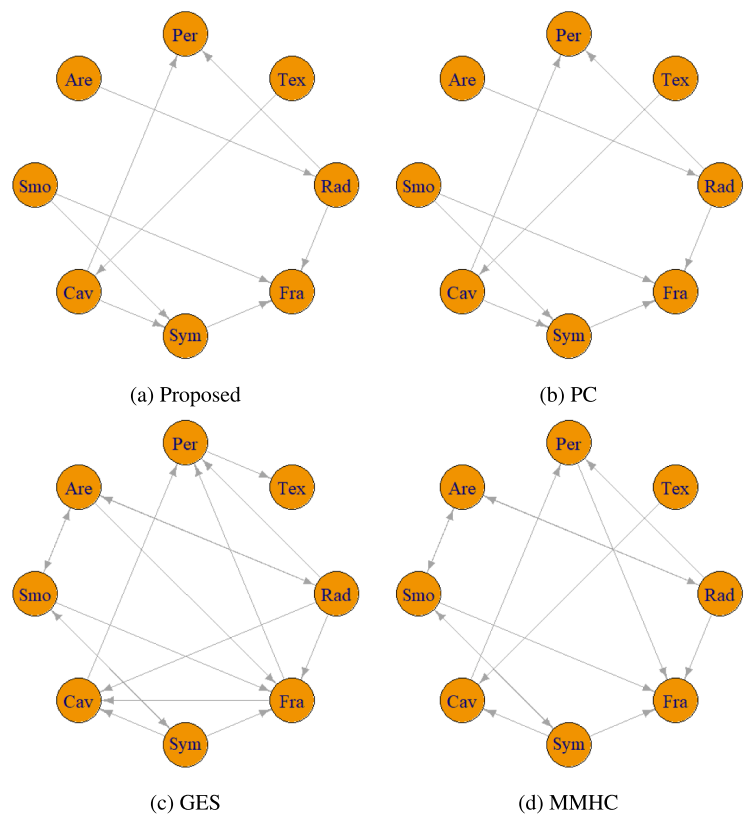 Per
Are
Tex
Smo
Rad
Cav
Fra
Sym
(a) Proposed
Per
Are
Tex
Smo
Rad
Cav
Fra
Sym
(b) PC
Per
Are
Tex
Smo
Rad
Cav
Fra
Sym
(c) GES
Per
Are
Tex
Smo
Rad
Cav
Fra
Sym
(d) MMHC